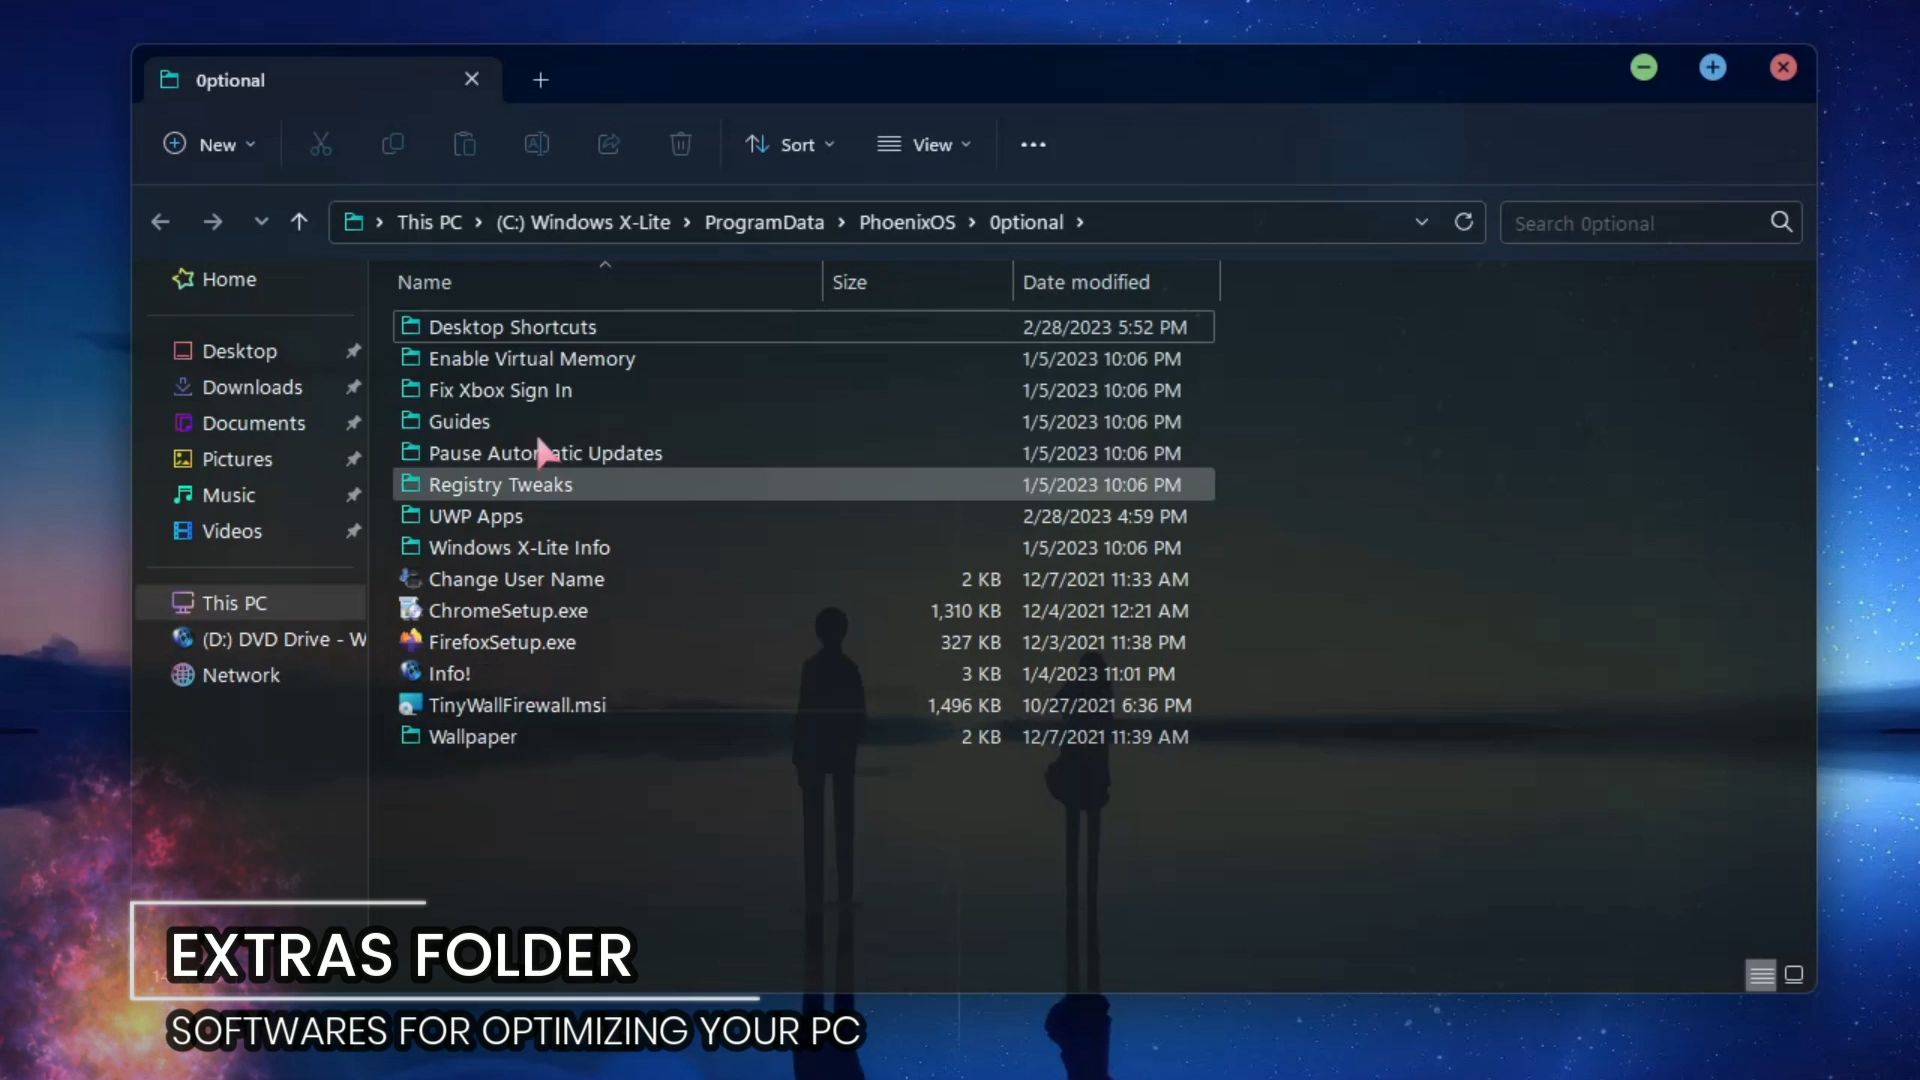 0ptional
New
Sort
View
This PC
(C:) Windows X-Lite
ProgramData
PhoenixOS
0ptional
Search 0ptional
Home
Desktop
Downloads
Documents
Pictures
Music
Videos
This PC
(D:) DVD Drive - W
Network
Name Size Date modified
Desktop Shortcuts 2/28/2023 5:52 PM
Enable Virtual Memory 1/5/2023 10:06 PM
Fix Xbox Sign In 1/5/2023 10:06 PM
Guides 1/5/2023 10:06 PM
Pause Automatic Updates 1/5/2023 10:06 PM
Registry Tweaks 1/5/2023 10:06 PM
UWP Apps 2/28/2023 4:59 PM
Windows X-Lite Info 1/5/2023 10:06 PM
Change User Name 2 KB 12/7/2021 11:33 AM
ChromeSetup.exe 1,310 KB 12/4/2021 12:21 AM
FirefoxSetup.exe 327 KB 12/3/2021 11:38 PM
Info! 3 KB 1/4/2023 11:01 PM
TinyWallFirewall.msi 1,496 KB 10/27/2021 6:36 PM
Wallpaper 2 KB 12/7/2021 11:39 AM
EXTRAS FOLDER
SOFTWARES FOR OPTIMIZING YOUR PC